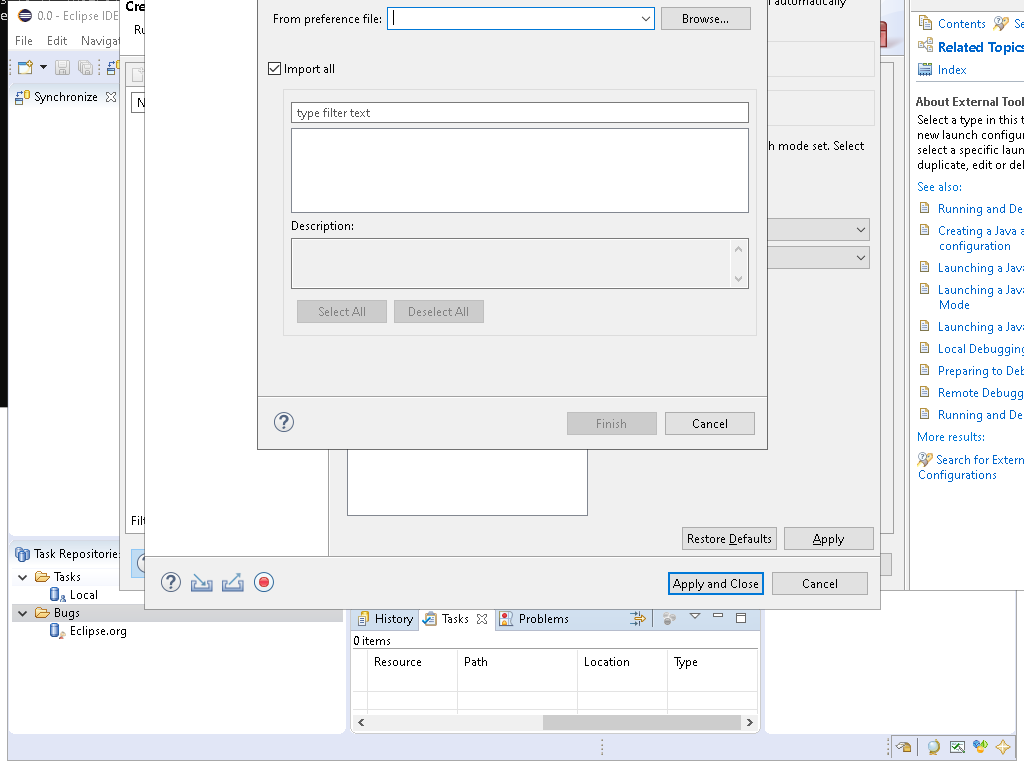 0.0 - Eclipse IDE
File Edit Navigat
Synchronize
Cre
Ru
N
Filt
From preference file:
Browse...
Import all
type filter text
Description:
Select All
Deselect All
Finish
Cancel
automatically
h mode set. Select
Restore Defaults
Apply
Apply and Close
Cancel
Contents
Se
Related Topics
Index
About External Tool
Select a type in this t
new launch configur
select a specific laun
duplicate, edit or del
See also:
Running and De
Creating a Java a
configuration
Launching a Java
Launching a Java
Mode
Launching a Java
Local Debugging
Preparing to Deb
Remote Debugg
Running and De
More results:
Search for Extern
Configurations
Task Repositorie
Tasks
Local
Bugs
Eclipse.org
History
Tasks
Problems
0 items
Resource Path Location Type